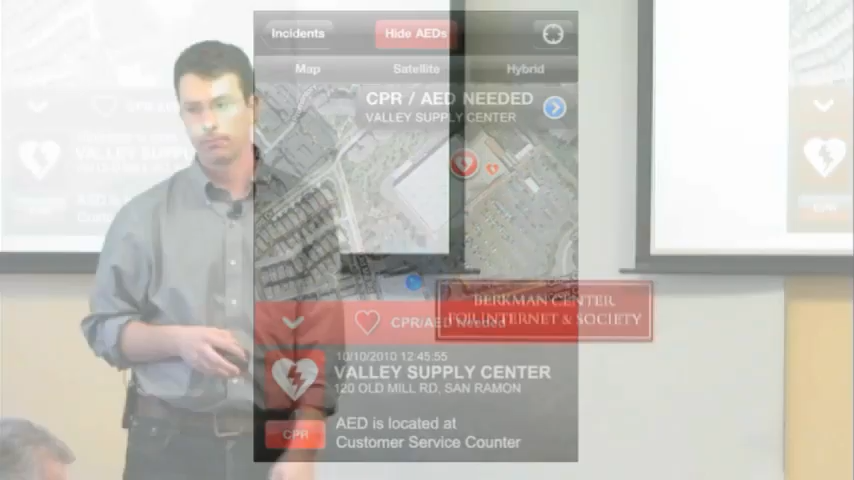 Incidents
Hide AEDs
Map
Satellite
Hybrid
CPR / AED NEEDED
VALLEY SUPPLY CENTER
BERKMAN CENTER
FOR INTERNET & SOCIETY
CPR/AED Needed
10/10/2010 12:45:55
VALLEY SUPPLY CENTER
120 OLD MILL RD, SAN RAMON
CPR
AED is located at
Customer Service Counter